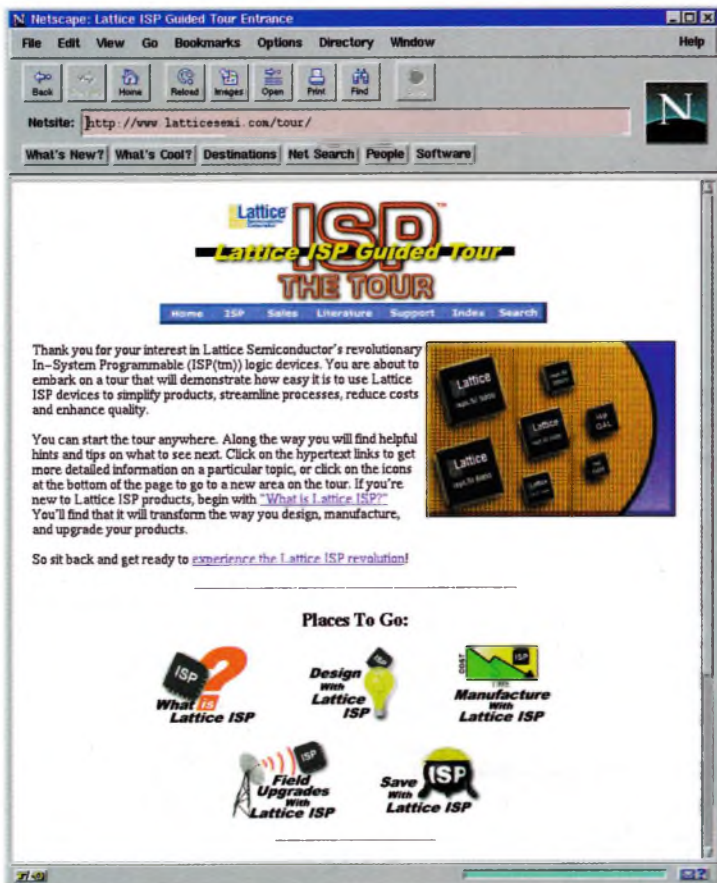 Netscape: Lattice ISP Guided Tour Entrance
File Edit View Go Bookmarks Options Directory Window Help
Back Home Reload Images Open Print Find
N
Netsite: http://www.latticesemi.com/tour/
What's New? What's Cool? Destinations Net Search People Software
Lattice
ISP™
Lattice ISP Guided Tour
THE TOUR
Home ISP Sales Literature Support Index Search
Thank you for your interest in Lattice Semiconductor's revolutionary
In-System Programmable (ISP(tm)) logic devices. You are about to
embark on a tour that will demonstrate how easy it is to use Lattice
ISP devices to simplify products, streamline processes, reduce costs
and enhance quality.
You can start the tour anywhere. Along the way you will find helpful
hints and tips on what to see next. Click on the hypertext links to get
more detailed information on a particular topic, or click on the icons
at the bottom of the page to go to a new area on the tour. If you're
new to Lattice ISP products, begin with "What is Lattice ISP?"
You'll find that it will transform the way you design, manufacture,
and upgrade your products.
So sit back and get ready to experience the Lattice ISP revolution!
Lattice
Lattice
Lattice
GAL
Places To Go:
ISP
What is
Lattice ISP
Design
With
Lattice
ISP
COST
ISP
Manufacture
With
Lattice ISP
ISP
Field
Upgrades
With
Lattice ISP
ISP
Save
With
Lattice ISP